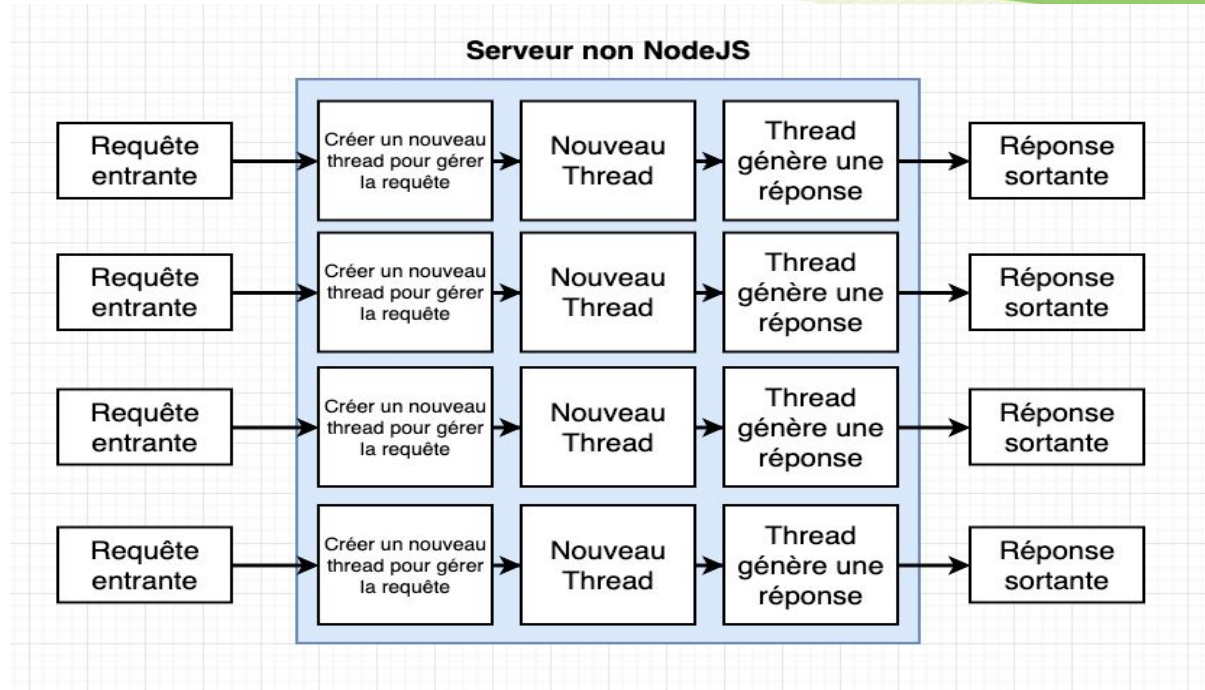 Serveur non NodeJS
Requête
entrante
Créer un nouveau
thread pour gérer
la requête
Nouveau
Thread
Thread
génère une
réponse
Réponse
sortante
Requête
entrante
Créer un nouveau
thread pour gérer
la requête
Nouveau
Thread
Thread
génère une
réponse
Réponse
sortante
Requête
entrante
Créer un nouveau
thread pour gérer
la requête
Nouveau
Thread
Thread
génère une
réponse
Réponse
sortante
Requête
entrante
Créer un nouveau
thread pour gérer
la requête
Nouveau
Thread
Thread
génère une
réponse
Réponse
sortante